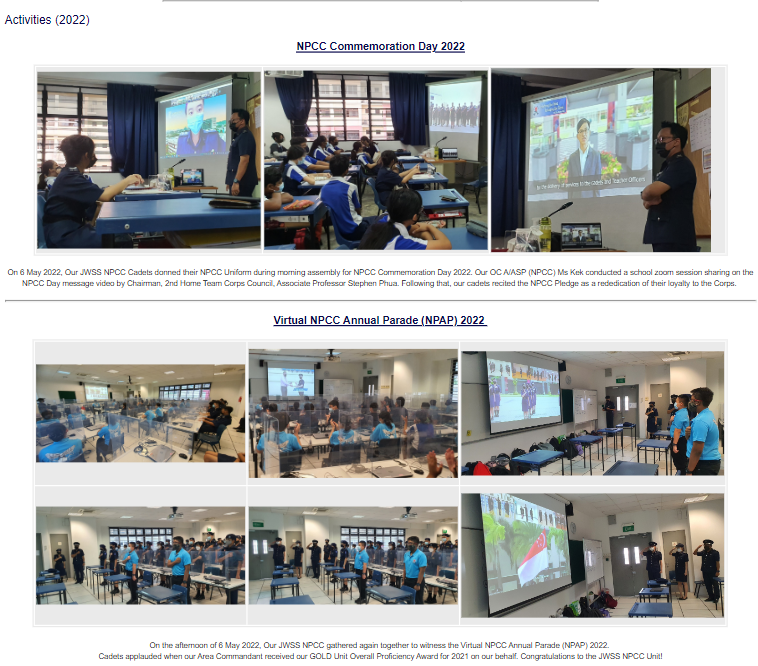 Activities (2022)
NPCC Commemoration Day 2022
On 6 May 2022, Our JWSS NPCC Cadets donned their NPCC Uniform during morning assembly for NPCC Commemoration Day 2022. Our OC A/ASP (NPCC) Ms Kek conducted a school zoom session sharing on the
NPCC Day message video by Chairman, 2nd Home Team Corps Council, Associate Professor Stephen Phua. Following that, our cadets recited the NPCC Pledge as a rededication of their loyalty to the Corps.
Virtual NPCC Annual Parade (NPAP) 2022
On the afternoon of 6 May 2022, Our JWSS NPCC gathered again together to witness the Virtual NPCC Annual Parade (NPAP) 2022.
Cadets applauded when our Area Commandant received our GOLD Unit Overall Proficiency Award for 2021 on our behalf. Congratulations to the JWSS NPCC Unit!